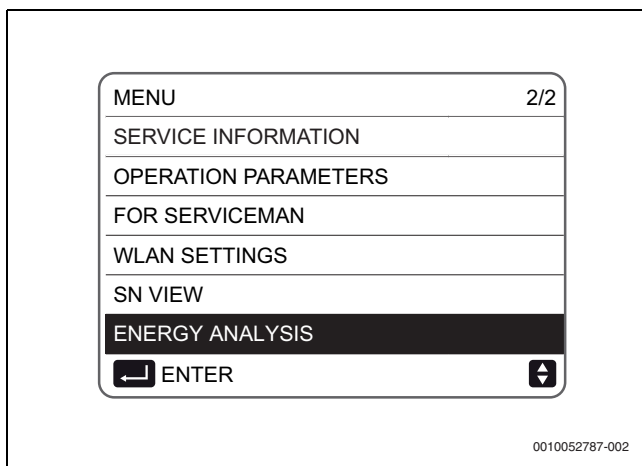 MENU 2/2
SERVICE INFORMATION
OPERATION PARAMETERS
FOR SERVICEMAN
WLAN SETTINGS
SN VIEW
ENERGY ANALYSIS
ENTER
0010052787-002